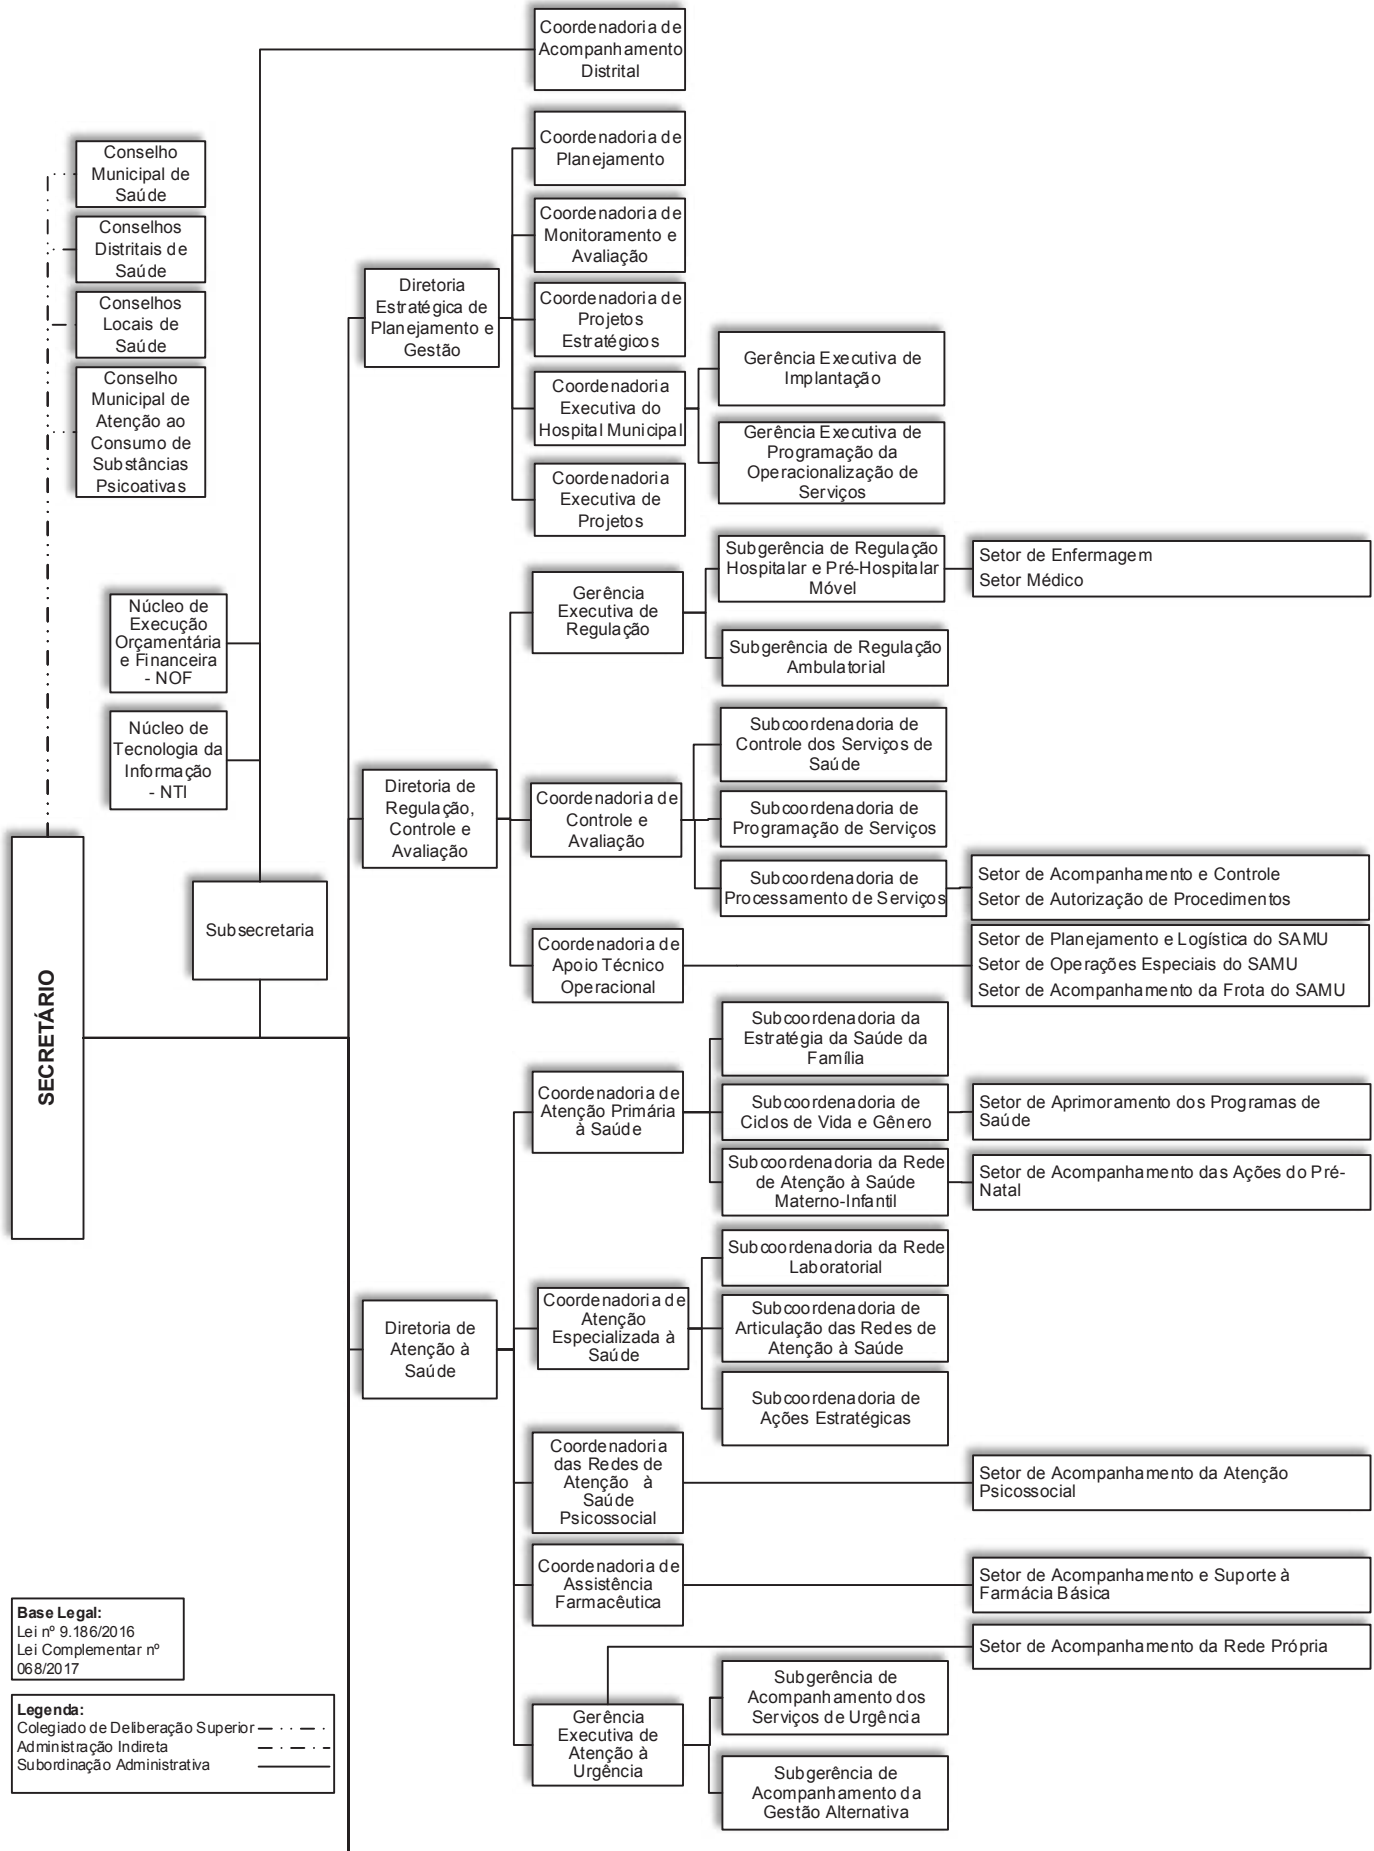 Coordenadoria de
Acompanhamento
Distrital
Conselho
Municipal de
Saúde
Conselhos
Distritais de
Saúde
Conselhos
Locais de
Saúde
Conselho
Municipal de
Atenção ao
Consumo de
Substâncias
Psicoativas
Núcleo de
Execução
Orçamentária
e Financeira
- NOF
Núcleo de
Tecnologia da
Informação
- NTI
Subsecretaria
SECRETÁRIO
Diretoria
Estratégica de
Planejamento e
Gestão
Coordenadoria de
Planejamento
Coordenadoria de
Monitoramento e
Avaliação
Coordenadoria de
Projetos
Estratégicos
Coordenadoria
Executiva do
Hospital Municipal
Gerência Executiva de
Implantação
Gerência Executiva de
Programação da
Operacionalização de
Serviços
Coordenadoria
Executiva de
Projetos
Diretoria de
Regulação,
Controle e
Avaliação
Gerência
Executiva de
Regulação
Subgerência de Regulação
Hospitalar e Pré-Hospitalar
Móvel
Setor de Enfermagem
Setor Médico
Subgerência de Regulação
Ambulatorial
Coordenadoria de
Controle e
Avaliação
Subcoordenadoria de
Controle dos Serviços de
Saúde
Subcoordenadoria de
Programação de Serviços
Subcoordenadoria de
Processamento de Serviços
Setor de Acompanhamento e Controle
Setor de Autorização de Procedimentos
Coordenadoria de
Apoio Técnico
Operacional
Setor de Planejamento e Logística do SAMU
Setor de Operações Especiais do SAMU
Setor de Acompanhamento da Frota do SAMU
Diretoria de
Atenção à
Saúde
Coordenadoria de
Atenção Primária
à Saúde
Subcoordenadoria da
Estratégia da Saúde da
Família
Subcoordenadoria de
Ciclos de Vida e Gênero
Setor de Aprimoramento dos Programas de
Saúde
Subcoordenadoria da Rede
de Atenção à Saúde
Materno-Infantil
Setor de Acompanhamento das Ações do Pré-
Natal
Coordenadoria de
Atenção
Especializada à
Saúde
Subcoordenadoria da Rede
Laboratorial
Subcoordenadoria de
Articulação das Redes de
Atenção à Saúde
Subcoordenadoria de
Ações Estratégicas
Coordenadoria
das Redes de
Atenção à
Saúde
Psicossocial
Setor de Acompanhamento da Atenção
Psicossocial
Coordenadoria de
Assistência
Farmacêutica
Setor de Acompanhamento e Suporte à
Farmácia Básica
Setor de Acompanhamento da Rede Própria
Gerência
Executiva de
Atenção à
Urgência
Subgerência de
Acompanhamento dos
Serviços de Urgência
Subgerência de
Acompanhamento da
Gestão Alternativa
Base Legal:
Lei nº 9.186/2016
Lei Complementar nº
068/2017
Legenda:
Colegiado de Deliberação Superior
Administração Indireta
Subordinação Administrativa